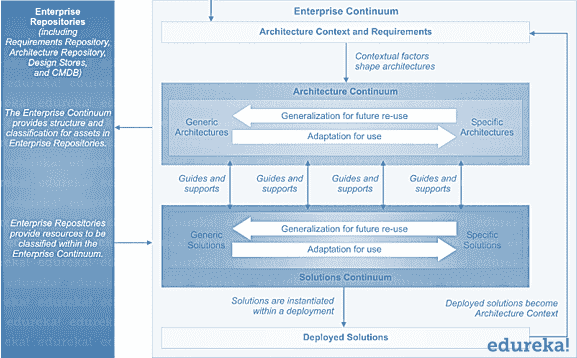 Enterprise
Repositories
(including
Requirements Repository,
Architecture Repository,
Design Stores,
and CMDB)
The Enterprise Continuum
provides structure and
classification for assets in
Enterprise Repositories.
Enterprise Repositories
provide resources to be
classified within the
Enterprise Continuum.
Enterprise Continuum
Architecture Context and Requirements
Contextual factors
shape architectures
Architecture Continuum
Generic
Architectures
Generalization for future re-use
Adaptation for use
Specific
Architectures
Guides and
supports
Guides and
supports
Guides and
supports
Guides and
supports
Generic
Solutions
Generalization for future re-use
Adaptation for use
Specific
Solutions
Solutions Continuum
Solutions are instantiated
within a deployment
Deployed solutions become
Architecture Context
Deployed Solutions
edureka!